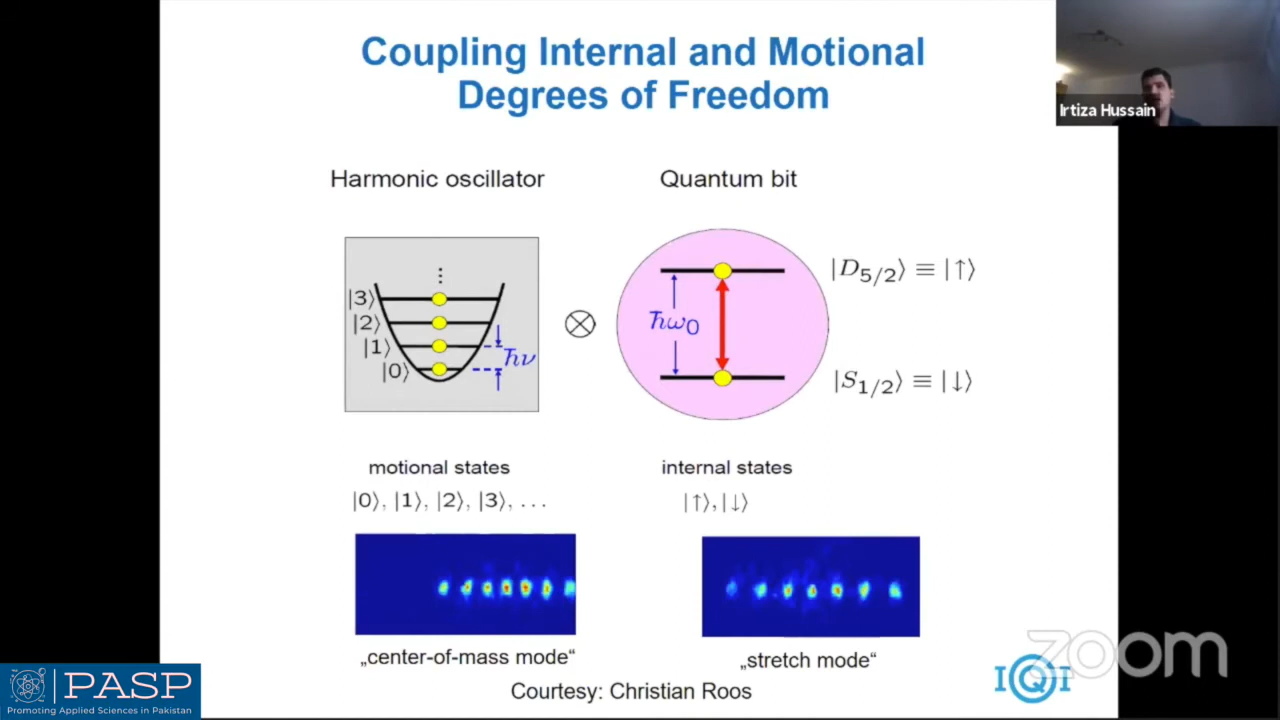 Coupling Internal and Motional
Degrees of Freedom
Irtiza Hussain
Harmonic oscillator
Quantum bit
|3⟩
|2⟩
|1⟩
|0⟩
ħν
⊗
ħω₀
|D₅/₂⟩ ≡ |↑⟩
|S₁/₂⟩ ≡ |↓⟩
motional states
|0⟩, |1⟩, |2⟩, |3⟩, ...
internal states
|↑⟩,|↓⟩
„center-of-mass mode“
„stretch mode“
Courtesy: Christian Roos
zoom
IQI
PASP
Promoting Applied Sciences in Pakistan